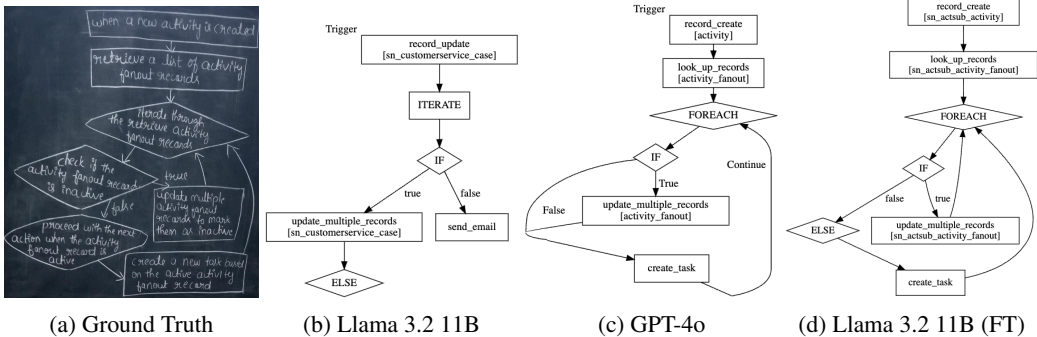 when a new activity is created
retrieve a list of activity
fanout records
Iterate through
the retrieve activity
fanout records
check if the
activity fanout record
is inactive
true
false
update multiple
activity fanout
records to mark
them as inactive
proceed with the next
action when the activity
fanout record is
active
create a new task based
on the active activity
fanout record
(a) Ground Truth
Trigger
record_update
[sn_customerservice_case]
ITERATE
IF
true
false
update_multiple_records
[sn_customerservice_case]
send_email
ELSE
(b) Llama 3.2 11B
Trigger
record_create
[activity]
look_up_records
[activity_fanout]
FOREACH
IF
Continue
True
False
update_multiple_records
[activity_fanout]
create_task
(c) GPT-4o
record_create
[sn_actsub_activity]
look_up_records
[sn_actsub_activity_fanout]
FOREACH
IF
false
true
ELSE
update_multiple_records
[sn_actsub_activity_fanout]
create_task
(d) Llama 3.2 11B (FT)